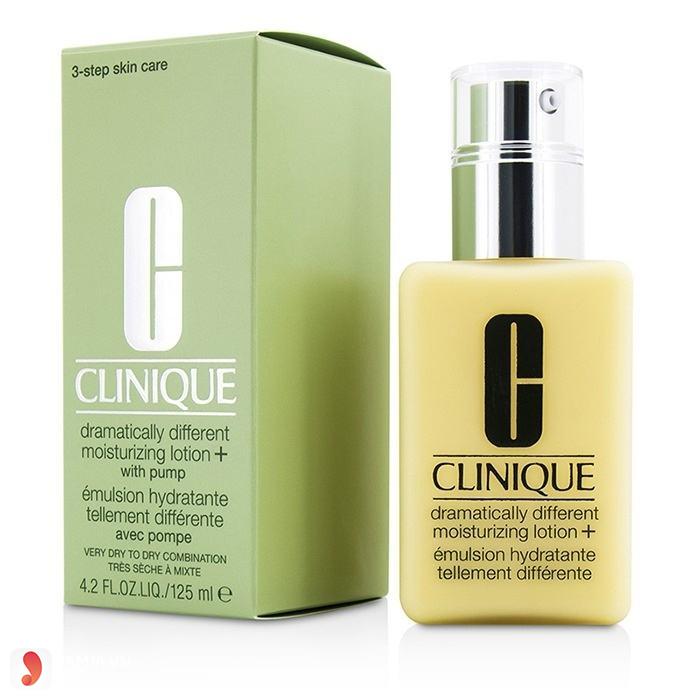 3-step skin care
C
CLINIQUE
dramatically different
moisturizing lotion +
with pump
émulsion hydratante
tellement différente
avec pompe
VERY DRY TO DRY COMBINATION
TRÈS SÈCHE À MIXTE
4.2 FL.OZ.LIQ./125 ml ℮
C
CLINIQUE
dramatically different
moisturizing lotion +
émulsion hydratante
tellement différente